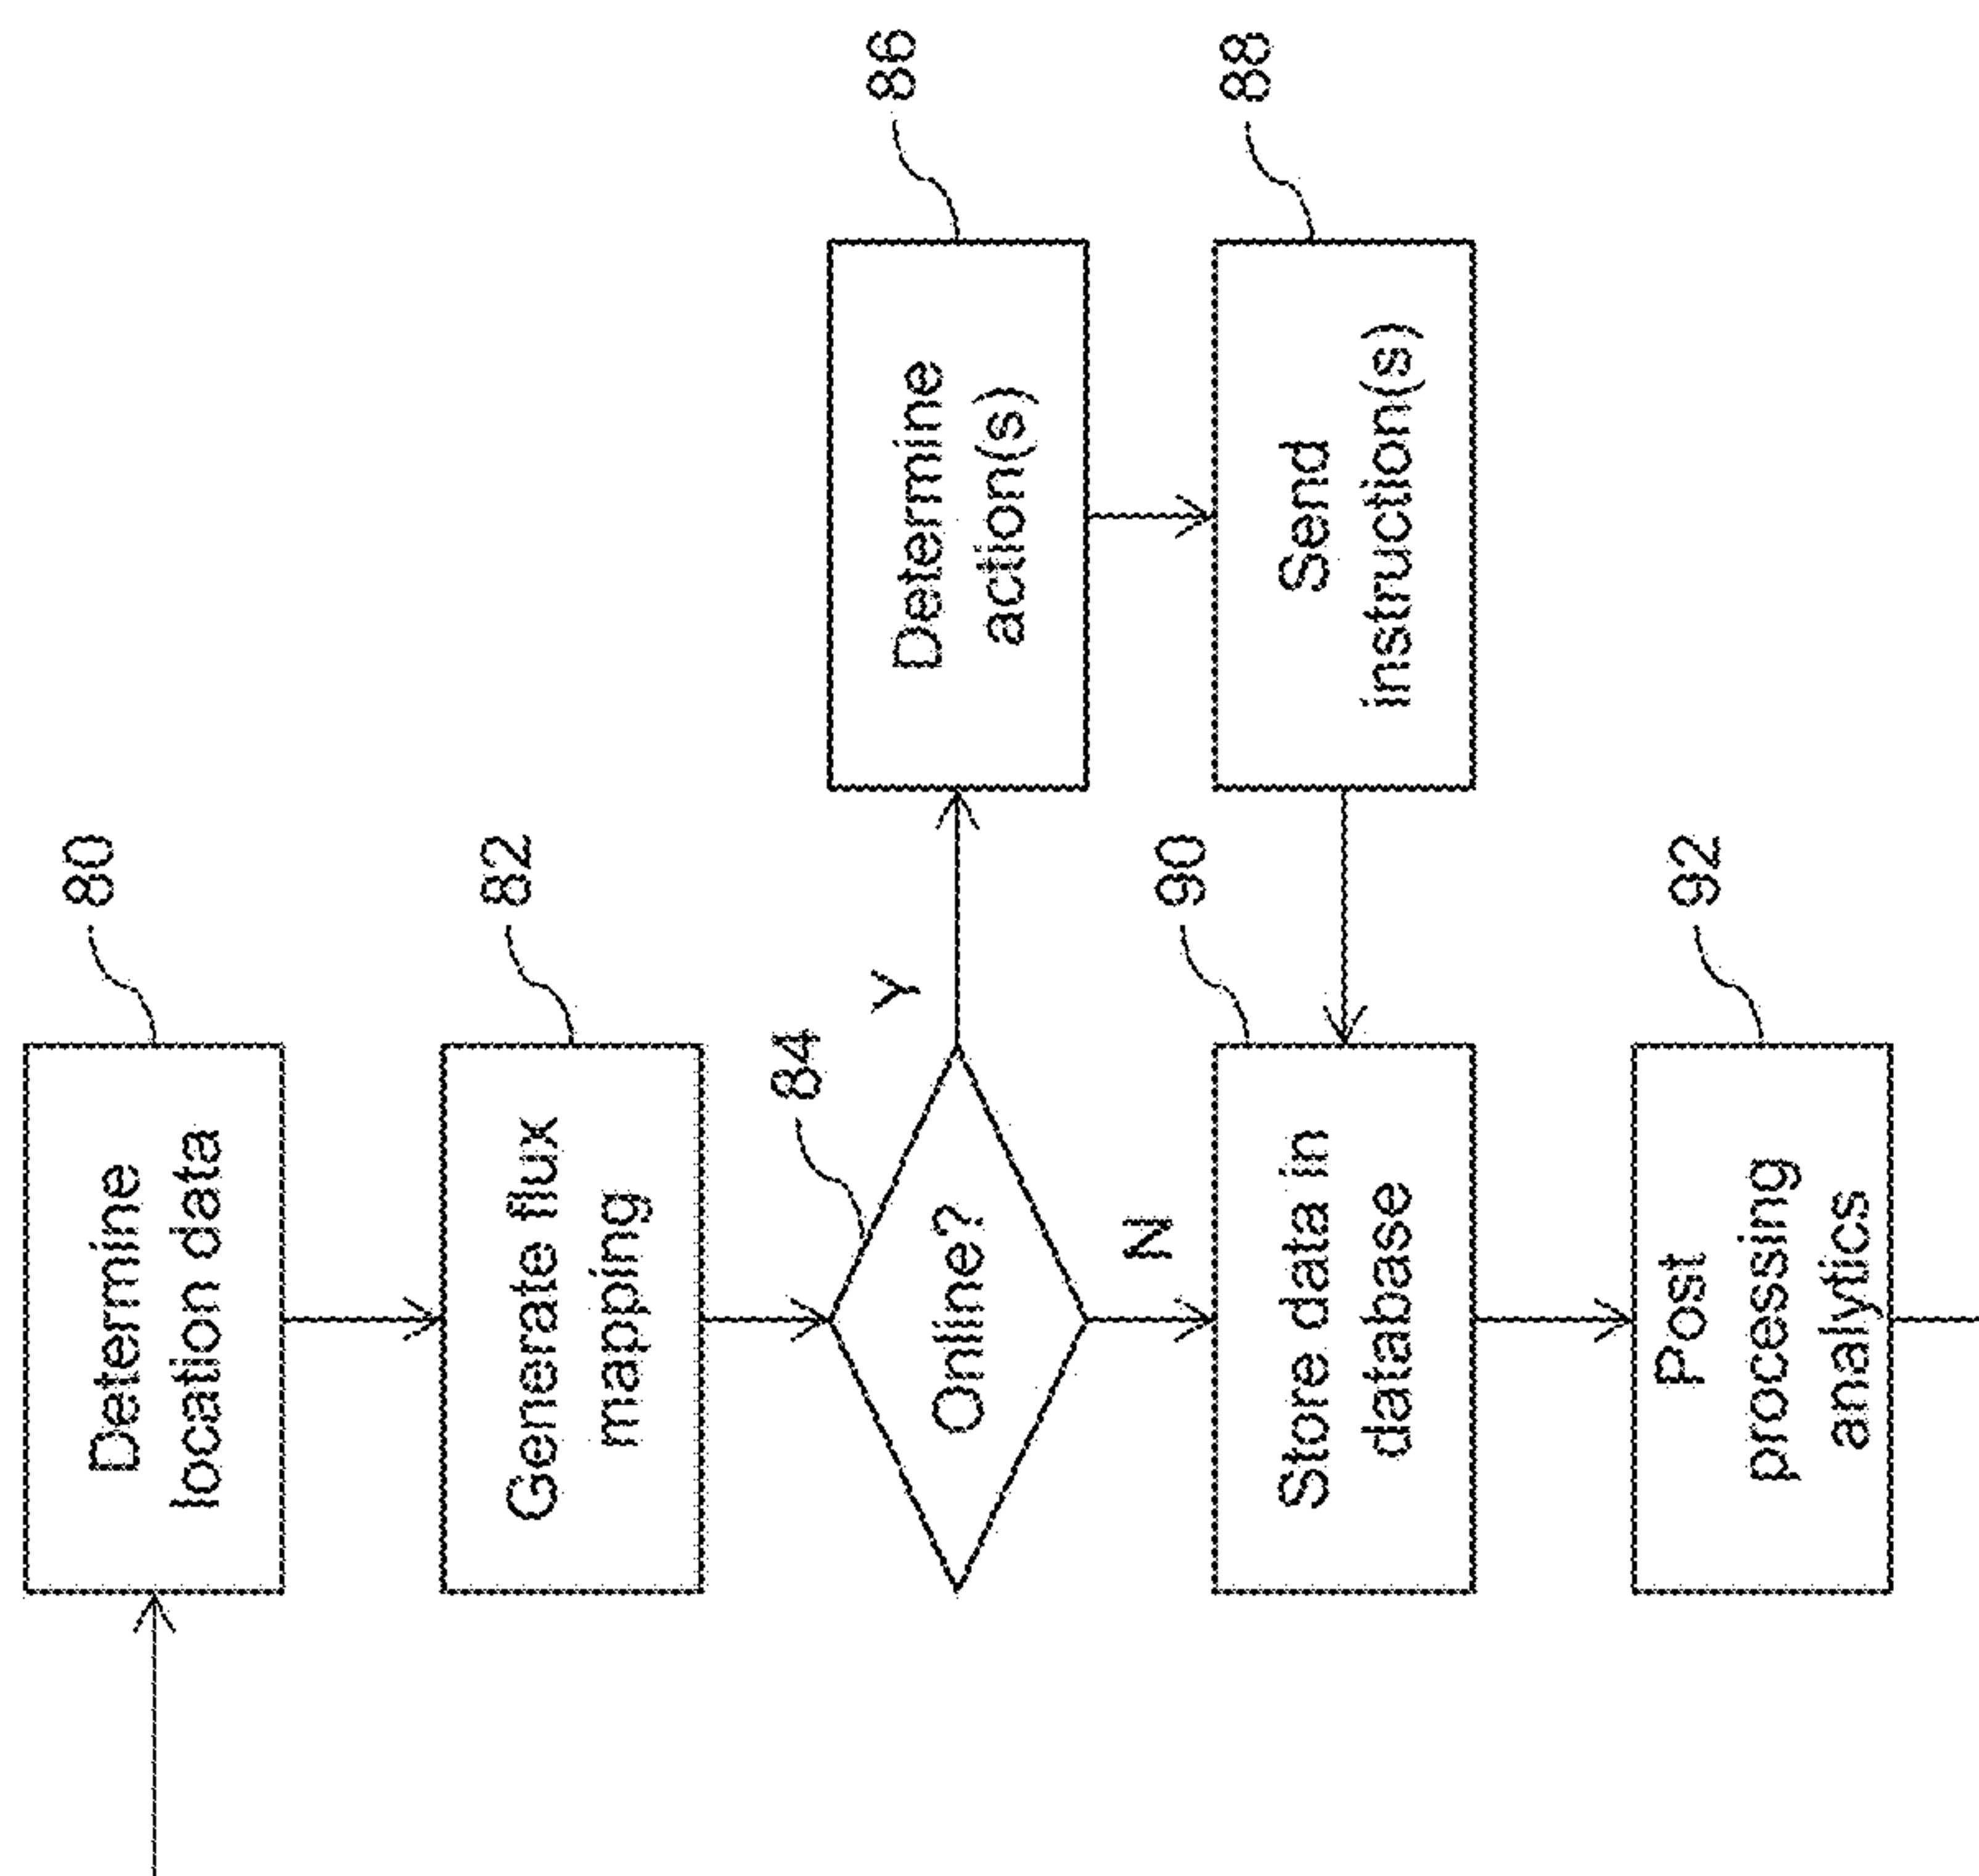 80
Determine
location data
82
Generate flux
mapping
84
Online?
Y
N
86
Determine
action(s)
88
Send
instruction(s)
90
Store data in
database
92
Post
processing
analytics